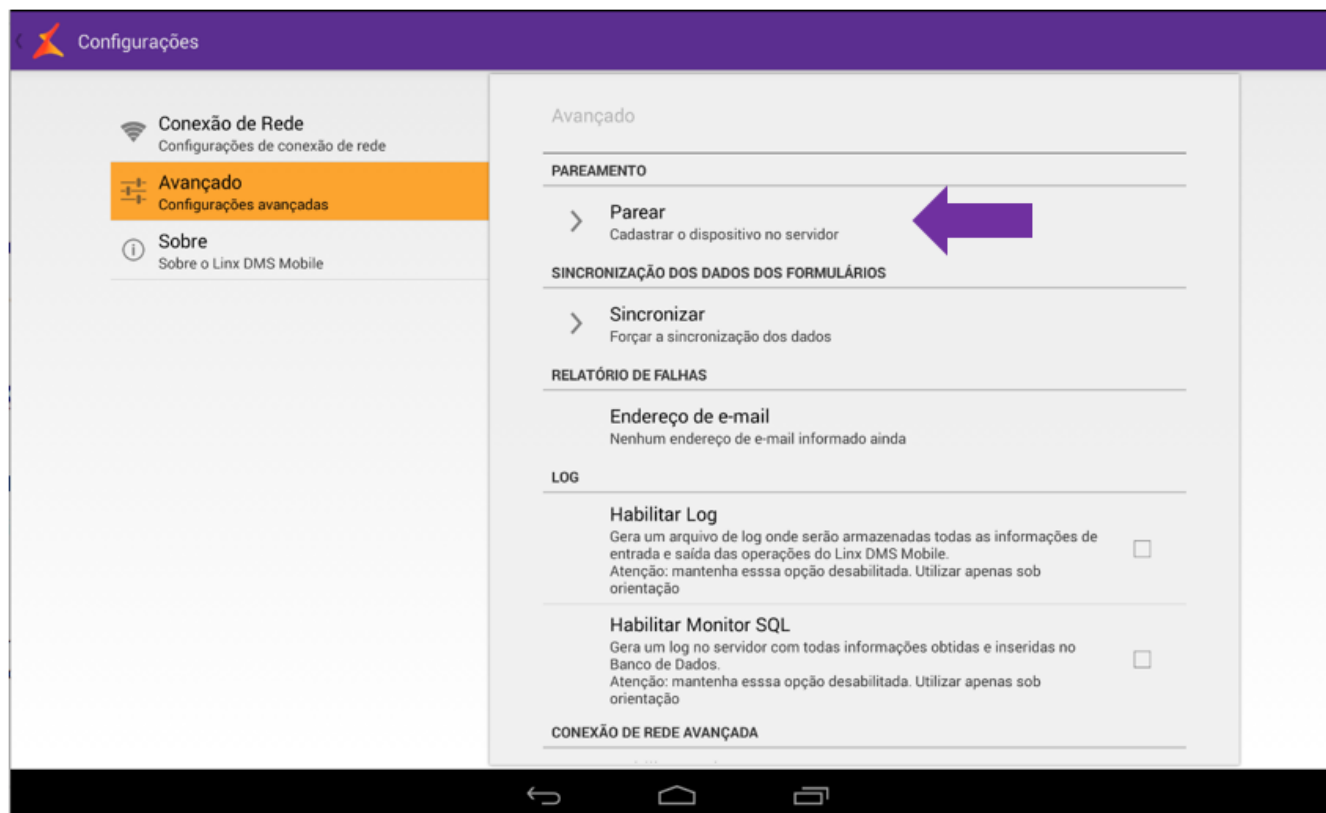 Configurações
Conexão de Rede
Configurações de conexão de rede
Avançado
Configurações avançadas
Sobre
Sobre o Linx DMS Mobile
Avançado
PAREAMENTO
Parear
Cadastrar o dispositivo no servidor
SINCRONIZAÇÃO DOS DADOS DOS FORMULÁRIOS
Sincronizar
Forçar a sincronização dos dados
RELATÓRIO DE FALHAS
Endereço de e-mail
Nenhum endereço de e-mail informado ainda
LOG
Habilitar Log
Gera um arquivo de log onde serão armazenadas todas as informações de
entrada e saída das operações do Linx DMS Mobile.
Atenção: mantenha esssa opção desabilitada. Utilizar apenas sob
orientação
Habilitar Monitor SQL
Gera um log no servidor com todas informações obtidas e inseridas no
Banco de Dados.
Atenção: mantenha esssa opção desabilitada. Utilizar apenas sob
orientação
CONEXÃO DE REDE AVANÇADA